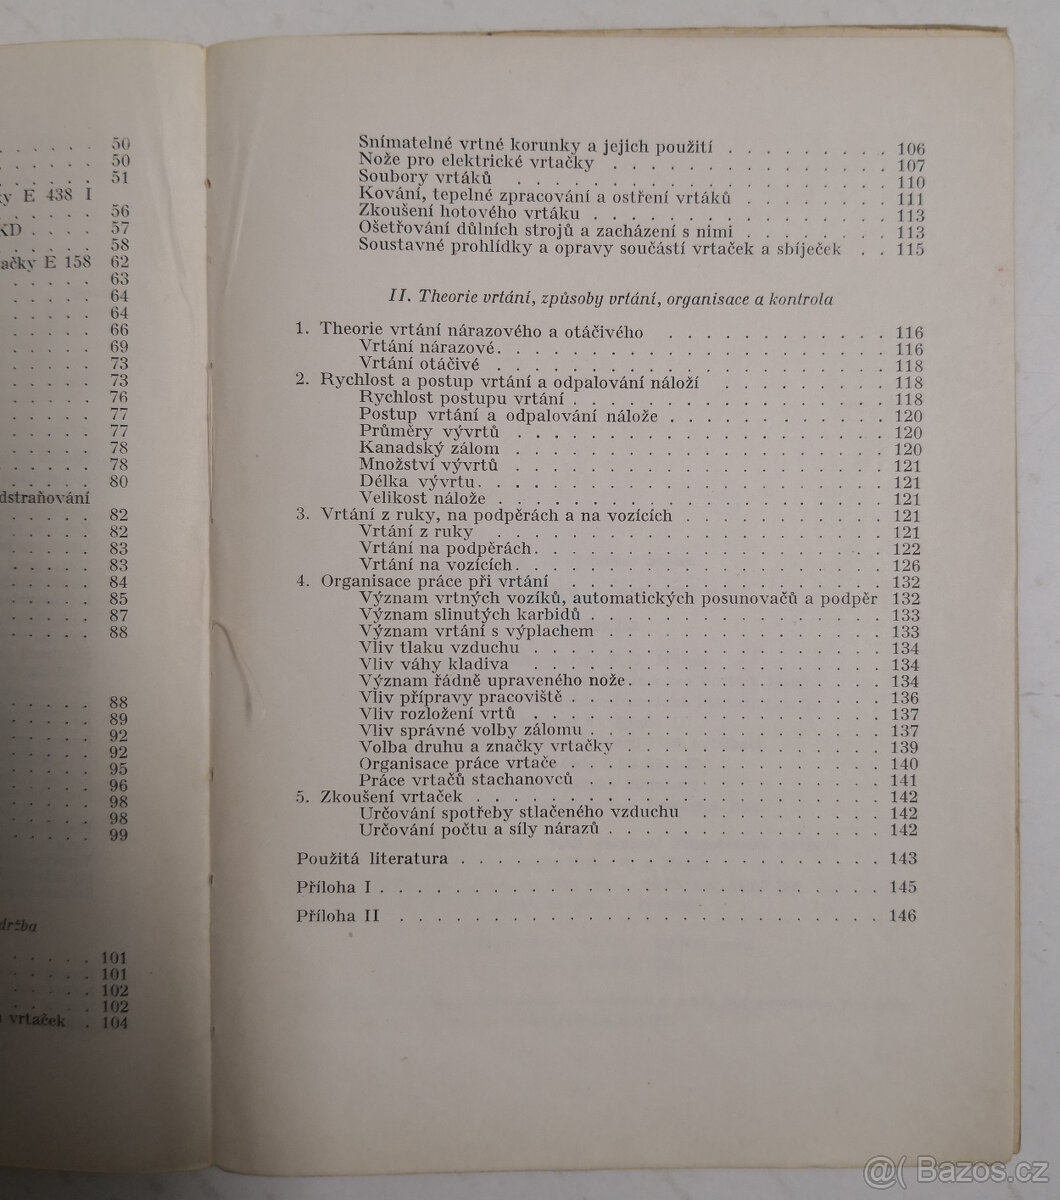 50
50
51
y E 438 I
56
KD . . . . 57
58
ačky E 158 62
63
64
64
66
69
73
73
76
77
77
78
78
80
dstraňování
82
82
83
83
84
85
87
88
88
89
92
92
95
96
98
98
99
držba
101
101
102
102
vrtaček . 104
Snímatelné vrtné korunky a jejich použití . . . . . . . . . 106
Nože pro elektrické vrtačky . . . . . . . . . . . . . 107
Soubory vrtáků . . . . . . . . . . . . . . . . . 110
Kování, tepelné zpracování a ostření vrtáků . . . . . . . . 111
Zkoušení hotového vrtáku . . . . . . . . . . . . . . 113
Ošetřování důlních strojů a zacházení s nimi . . . . . . . . 113
Soustavné prohlídky a opravy součástí vrtaček a sbíječek . . 115
II. Theorie vrtání, způsoby vrtání, organisace a kontrola
1. Theorie vrtání nárazového a otáčivého . . . . . . . . . . . 116
Vrtání nárazové . . . . . . . . . . . . . . . . . . 116
Vrtání otáčivé . . . . . . . . . . . . . . . . . . 118
2. Rychlost a postup vrtání a odpalování náloží . . . . . . . . . 118
Rychlost postupu vrtání . . . . . . . . . . . . . . . 118
Postup vrtání a odpalování nálože . . . . . . . . . . . 120
Průměry vývrtů . . . . . . . . . . . . . . . . . 120
Kanadský zálom . . . . . . . . . . . . . . . . . 120
Množství vývrtů . . . . . . . . . . . . . . . . . 121
Délka vývrtu . . . . . . . . . . . . . . . . . . . 121
Velikost nálože . . . . . . . . . . . . . . . . . . 121
3. Vrtání z ruky, na podpěrách a na vozících . . . . . . . . . . 121
Vrtání z ruky . . . . . . . . . . . . . . . . . . 121
Vrtání na podpěrách . . . . . . . . . . . . . . . . 122
Vrtání na vozících . . . . . . . . . . . . . . . . . 126
4. Organisace práce při vrtání . . . . . . . . . . . . . . . 132
Význam vrtných vozíků, automatických posunovačů a podpěr 132
Význam slinutých karbidů . . . . . . . . . . . . . . 133
Význam vrtání s výplachem . . . . . . . . . . . . . 133
Vliv tlaku vzduchu . . . . . . . . . . . . . . . . 134
Vliv váhy kladiva . . . . . . . . . . . . . . . . . 134
Význam řádně upraveného nože . . . . . . . . . . . . 134
Vliv přípravy pracoviště . . . . . . . . . . . . . . . 136
Vliv rozložení vrtů . . . . . . . . . . . . . . . . 137
Vliv správné volby zálomu . . . . . . . . . . . . . . 137
Volba druhu a značky vrtačky . . . . . . . . . . . . 139
Organisace práce vrtače . . . . . . . . . . . . . . . 140
Práce vrtačů stachanovců . . . . . . . . . . . . . . 141
5. Zkoušení vrtaček . . . . . . . . . . . . . . . . . . . 142
Určování spotřeby stlačeného vzduchu . . . . . . . . . 142
Určování počtu a síly nárazů . . . . . . . . . . . . . 142
Použitá literatura . . . . . . . . . . . . . . . . . . . 143
Příloha I . . . . . . . . . . . . . . . . . . . . . . . 145
Příloha II . . . . . . . . . . . . . . . . . . . . . . 146
@( Bazos.cz